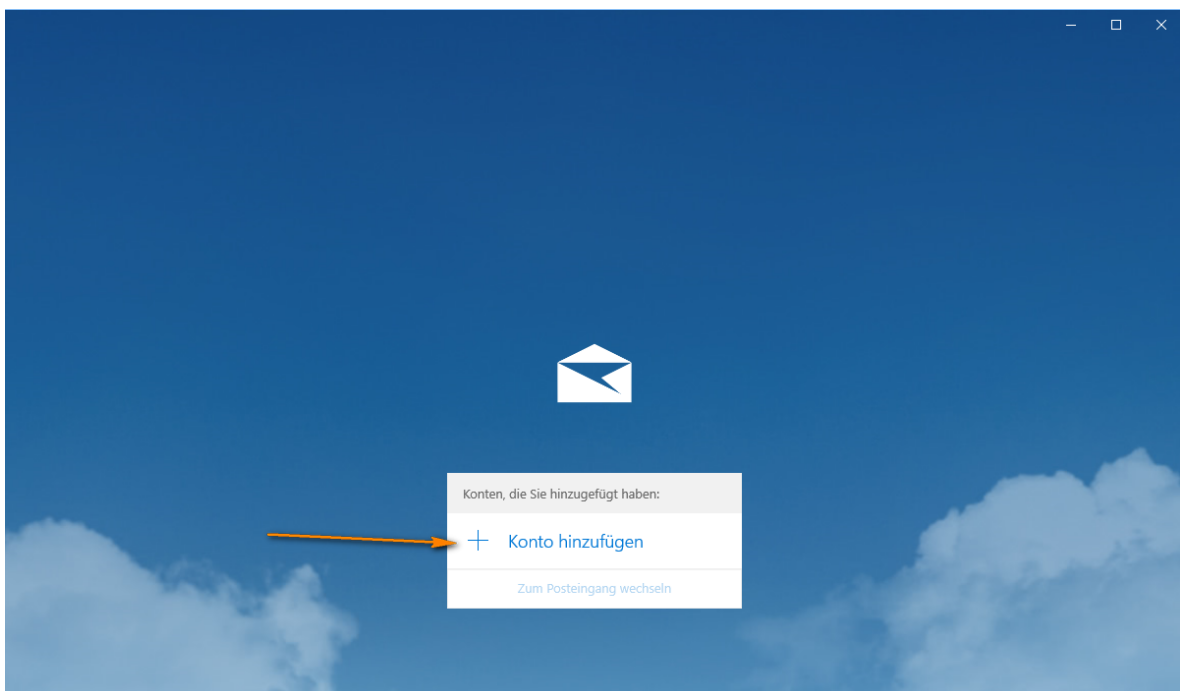 Konten, die Sie hinzugefügt haben:
Konto hinzufügen
Zum Posteingang wechseln